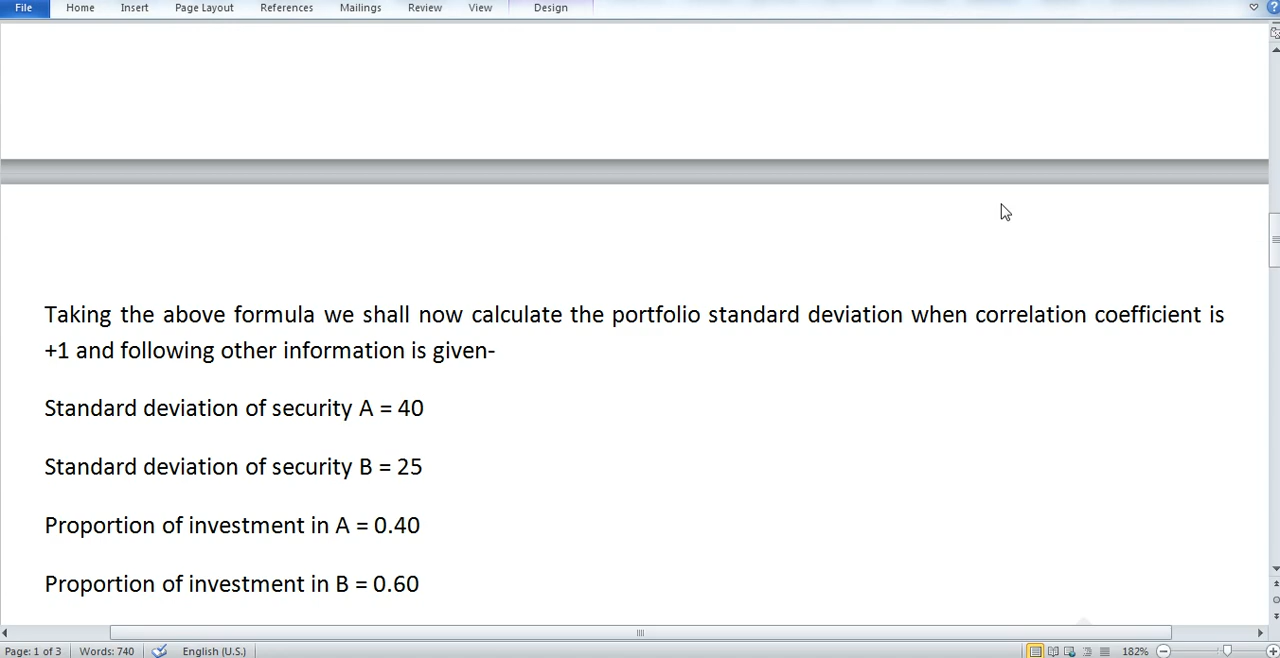 File Home Insert Page Layout References Mailings Review View Design
Taking the above formula we shall now calculate the portfolio standard deviation when correlation coefficient is
+1 and following other information is given-
Standard deviation of security A = 40
Standard deviation of security B = 25
Proportion of investment in A = 0.40
Proportion of investment in B = 0.60
Page: 1 of 3 Words: 740 English (U.S.) 182%